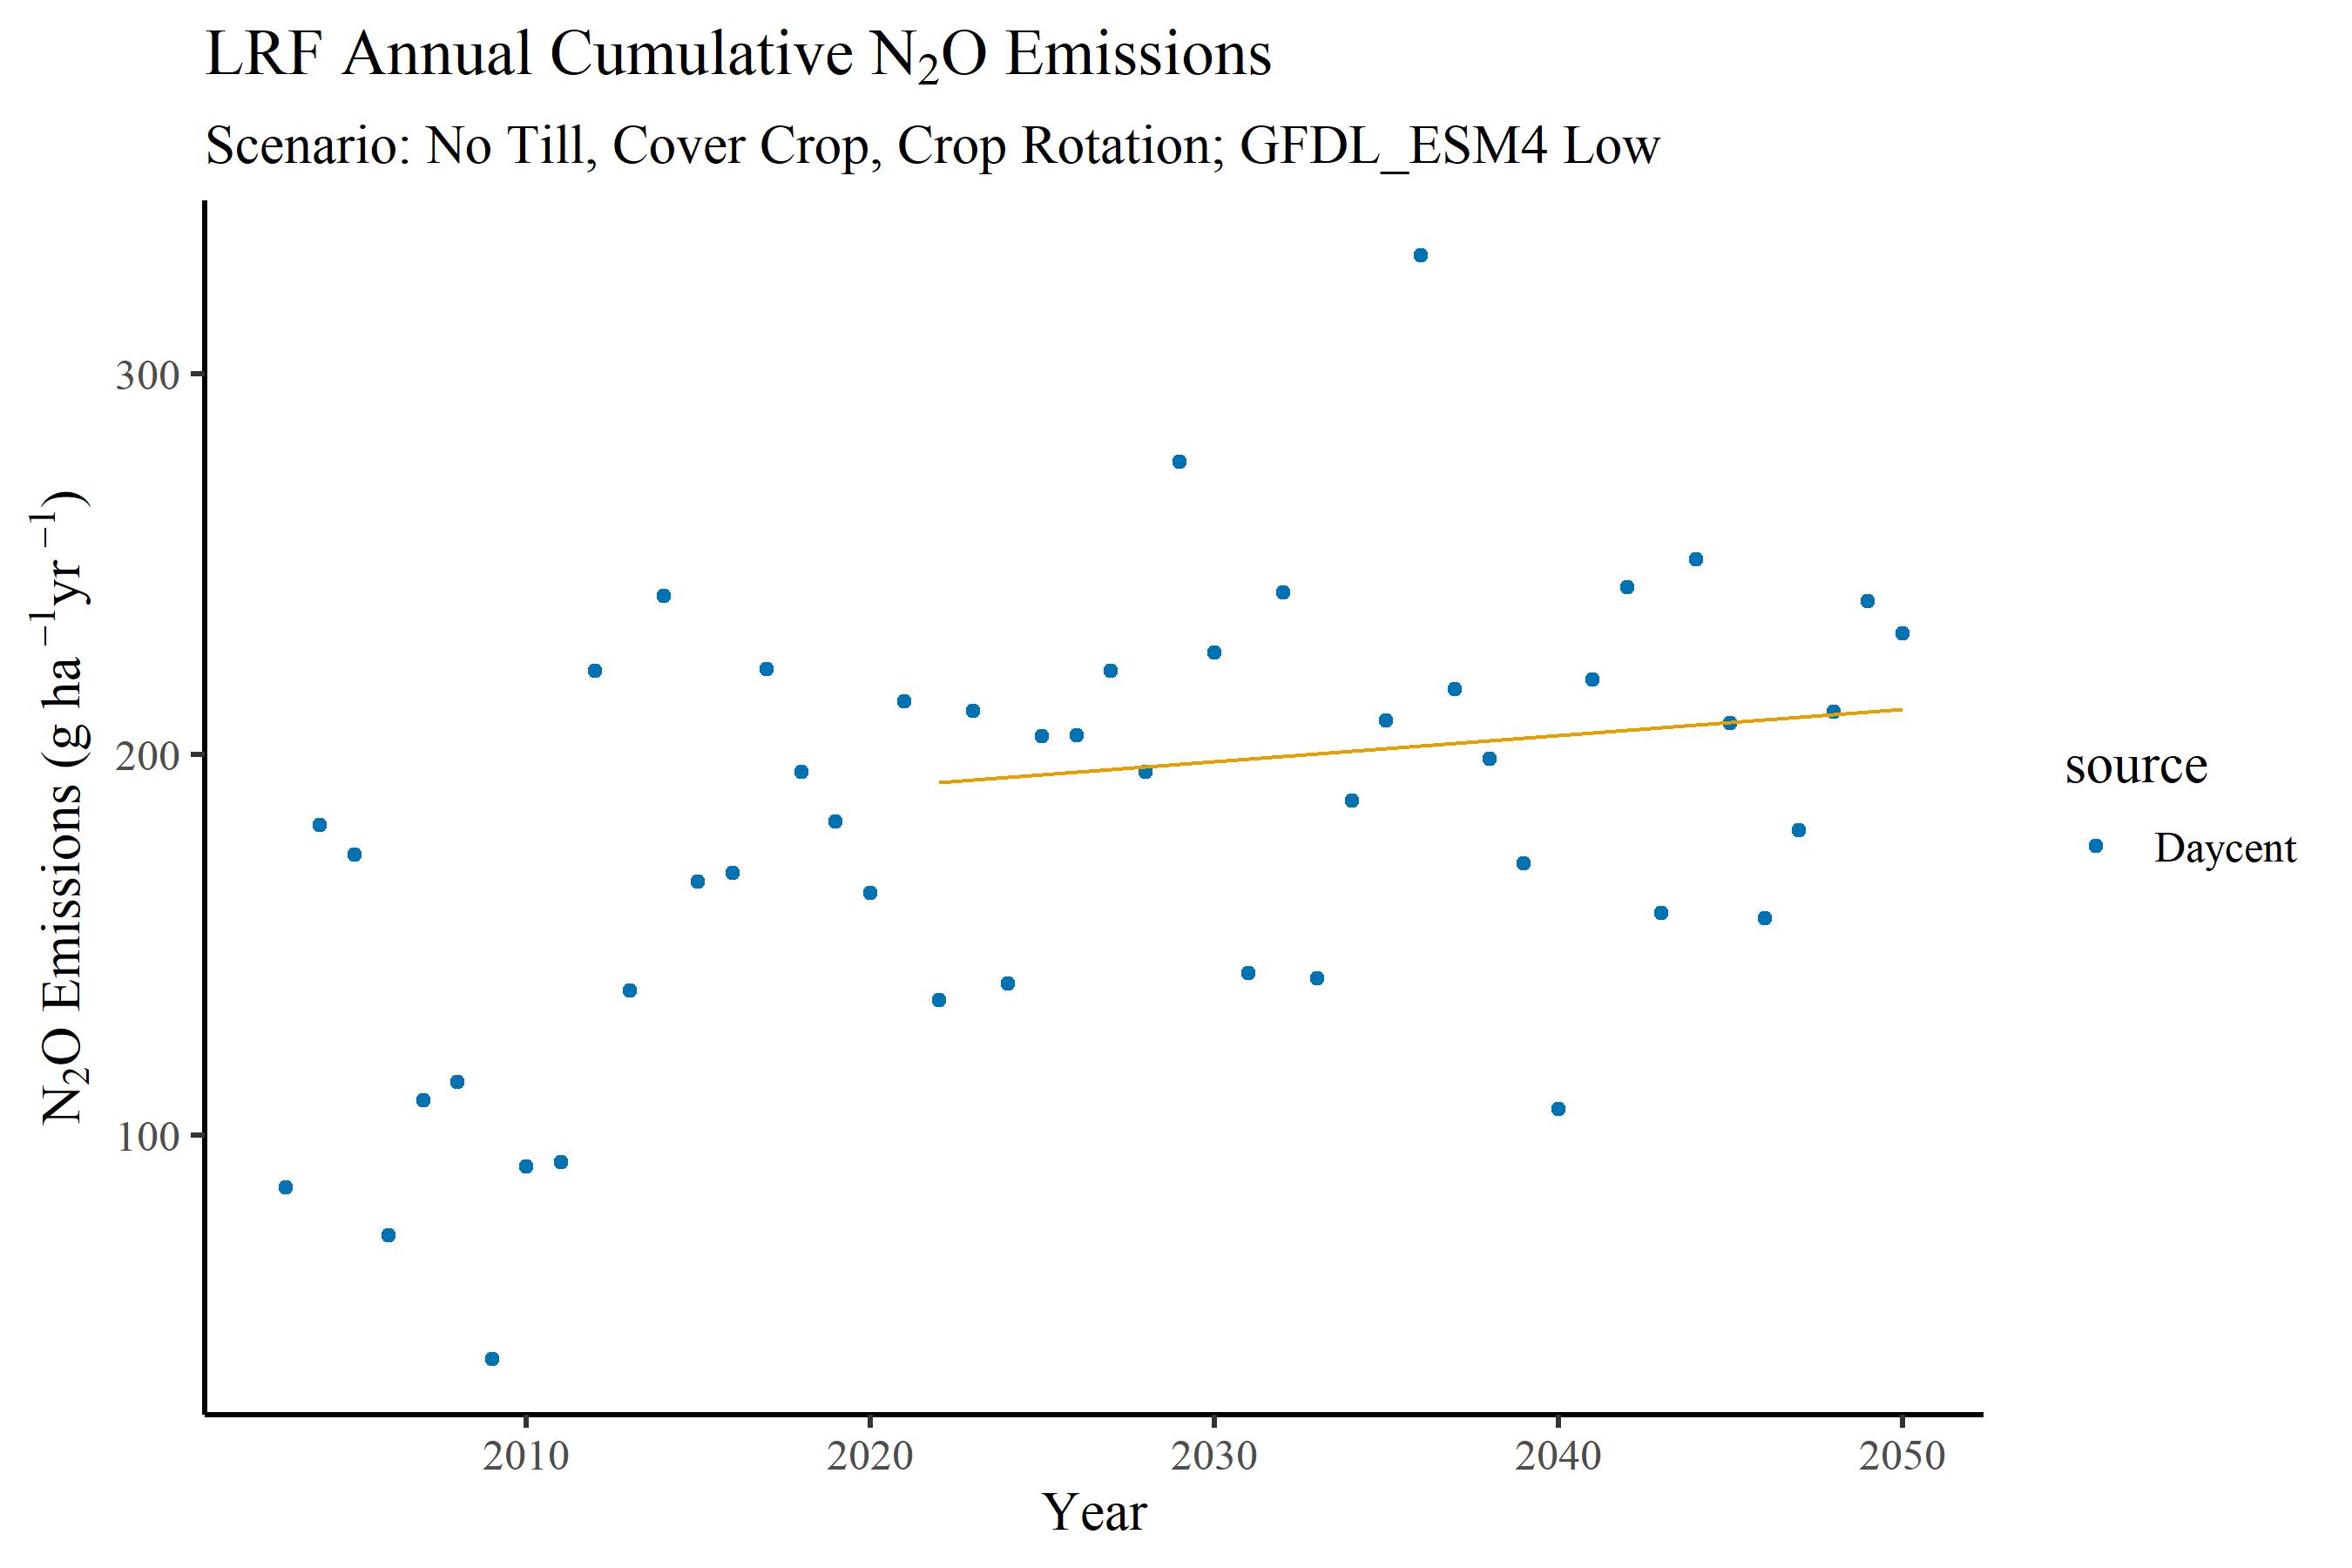 LRF Annual Cumulative N₂O Emissions
Scenario: No Till, Cover Crop, Crop Rotation; GFDL_ESM4 Low
N₂O Emissions (g ha ⁻¹yr ⁻¹)
300
200
100
2010 2020 2030 2040 2050
Year
source
Daycent